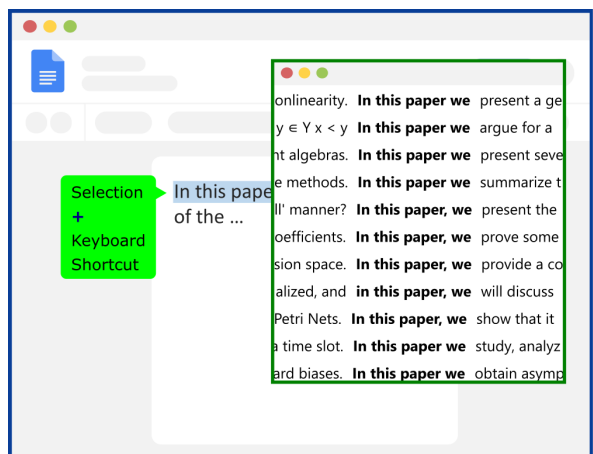 Selection
+
Keyboard
Shortcut
In this pape
of the ...
onlinearity. In this paper we present a ge
y ∈ Y x < y In this paper we argue for a
nt algebras. In this paper we present seve
e methods. In this paper we summarize t
ll' manner? In this paper, we present the
oefficients. In this paper, we prove some
sion space. In this paper, we provide a co
alized, and in this paper, we will discuss
Petri Nets. In this paper, we show that it
a time slot. In this paper we study, analyz
ard biases. In this paper we obtain asymp